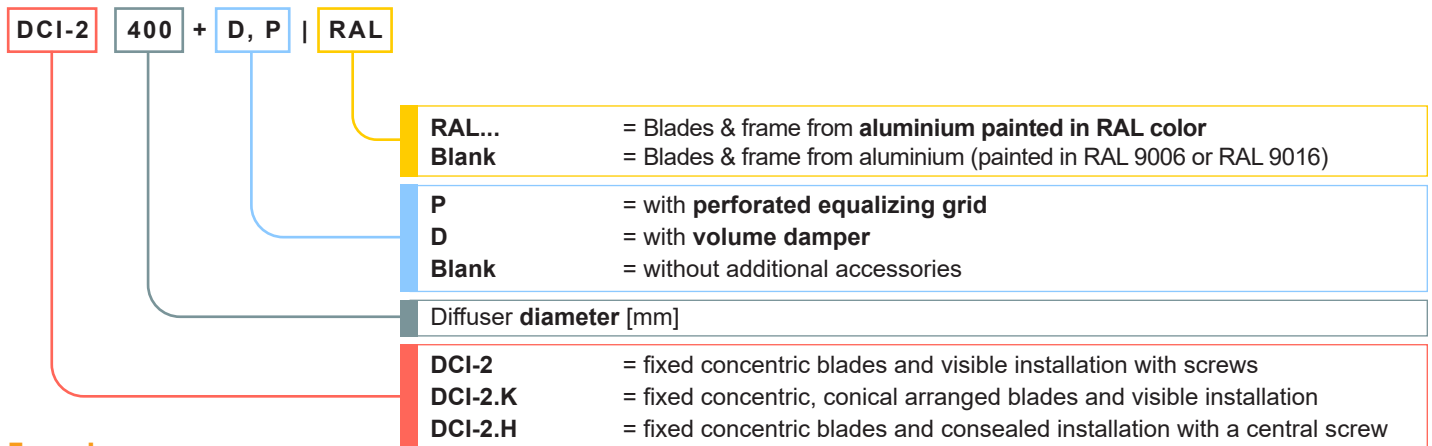 DCI-2 400 + D, P | RAL
RAL... = Blades & frame from aluminium painted in RAL color
Blank = Blades & frame from aluminium (painted in RAL 9006 or RAL 9016)
P = with perforated equalizing grid
D = with volume damper
Blank = without additional accessories
Diffuser diameter [mm]
DCI-2 = fixed concentric blades and visible installation with screws
DCI-2.K = fixed concentric, conical arranged blades and visible installation
DCI-2.H = fixed concentric blades and consealed installation with a central screw